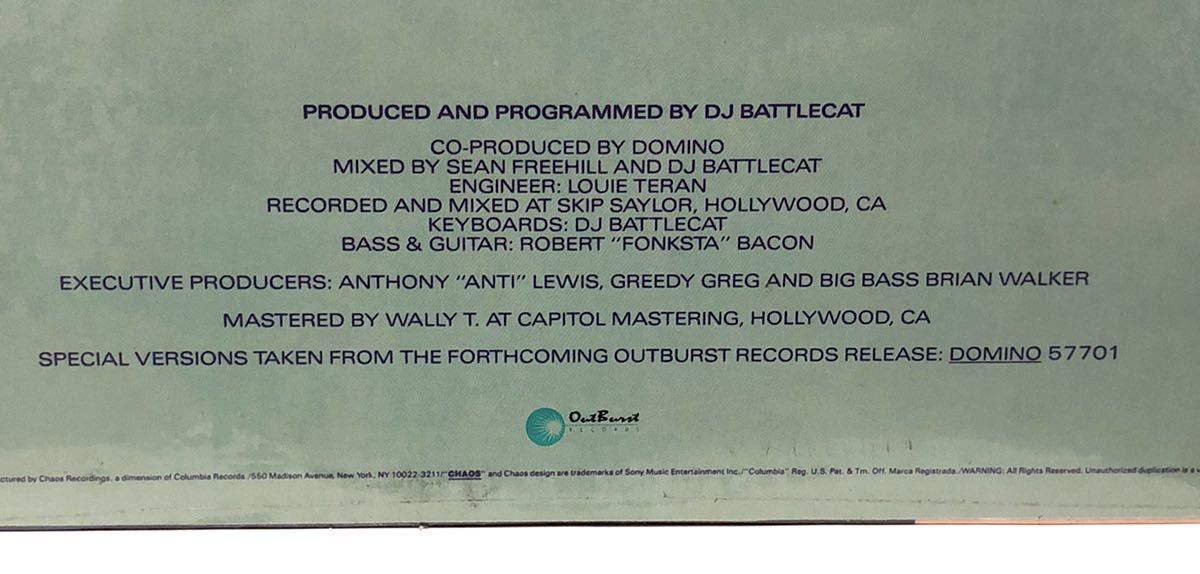 PRODUCED AND PROGRAMMED BY DJ BATTLECAT
CO-PRODUCED BY DOMINO
MIXED BY SEAN FREEHILL AND DJ BATTLECAT
ENGINEER: LOUIE TERAN
RECORDED AND MIXED AT SKIP SAYLOR, HOLLYWOOD, CA
KEYBOARDS: DJ BATTLECAT
BASS & GUITAR: ROBERT "FONKSTA" BACON
EXECUTIVE PRODUCERS: ANTHONY "ANTI" LEWIS, GREEDY GREG AND BIG BASS BRIAN WALKER
MASTERED BY WALLY T. AT CAPITOL MASTERING, HOLLYWOOD, CA
SPECIAL VERSIONS TAKEN FROM THE FORTHCOMING OUTBURST RECORDS RELEASE: DOMINO 57701
OutBurst
RECORDS
ctured by Chaos Recordings, a dimension of Columbia Records /550 Madison Avenue, New York, NY 10022-3211/"CHAOS" and Chaos design are trademarks of Sony Music Entertainment Inc./"Columbia" Reg. U.S. Pat. & Tm. Off. Marca Registrada./WARNING: All Rights Reserved. Unauthorized duplication is a v